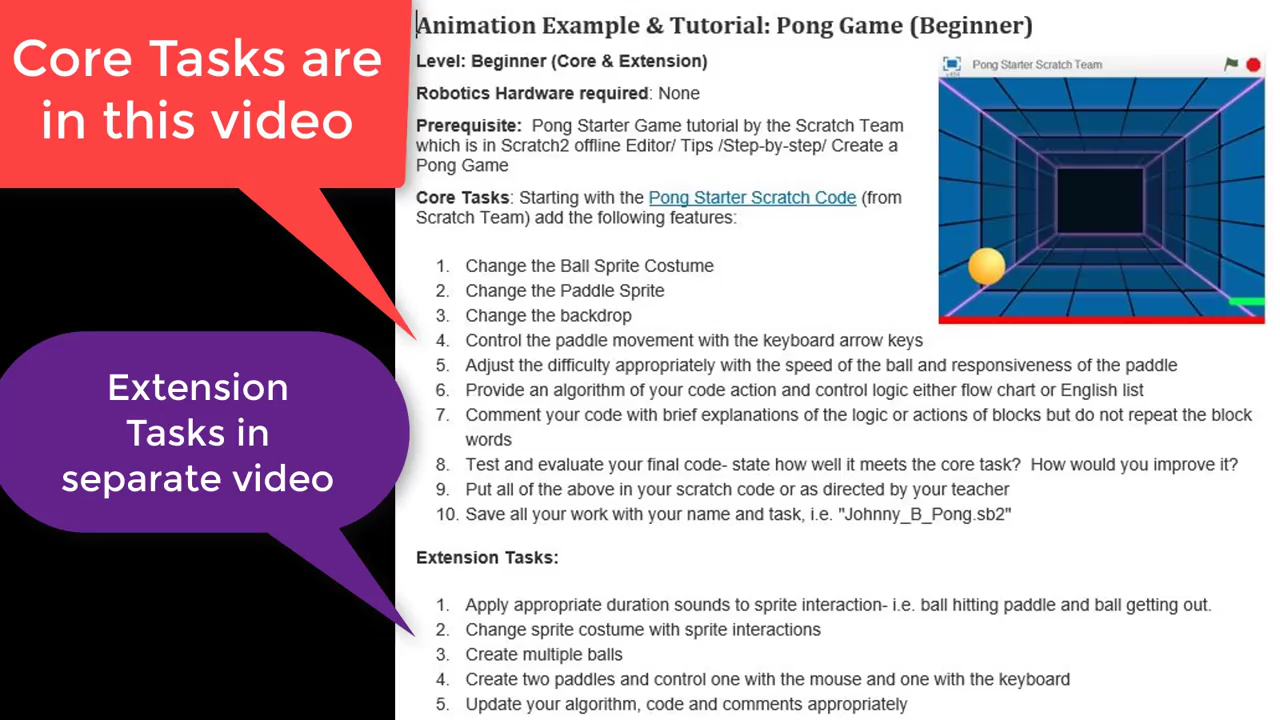 Core Tasks are
in this video
Extension
Tasks in
separate video
Animation Example & Tutorial: Pong Game (Beginner)
Level: Beginner (Core & Extension)
Robotics Hardware required: None
Prerequisite: Pong Starter Game tutorial by the Scratch Team
which is in Scratch2 offline Editor/ Tips /Step-by-step/ Create a
Pong Game
Core Tasks: Starting with the Pong Starter Scratch Code (from
Scratch Team) add the following features:
Pong Starter Scratch Team
1. Change the Ball Sprite Costume
2. Change the Paddle Sprite
3. Change the backdrop
4. Control the paddle movement with the keyboard arrow keys
5. Adjust the difficulty appropriately with the speed of the ball and responsiveness of the paddle
6. Provide an algorithm of your code action and control logic either flow chart or English list
7. Comment your code with brief explanations of the logic or actions of blocks but do not repeat the block
words
8. Test and evaluate your final code- state how well it meets the core task? How would you improve it?
9. Put all of the above in your scratch code or as directed by your teacher
10. Save all your work with your name and task, i.e. "Johnny_B_Pong.sb2"
Extension Tasks:
1. Apply appropriate duration sounds to sprite interaction- i.e. ball hitting paddle and ball getting out.
2. Change sprite costume with sprite interactions
3. Create multiple balls
4. Create two paddles and control one with the mouse and one with the keyboard
5. Update your algorithm, code and comments appropriately